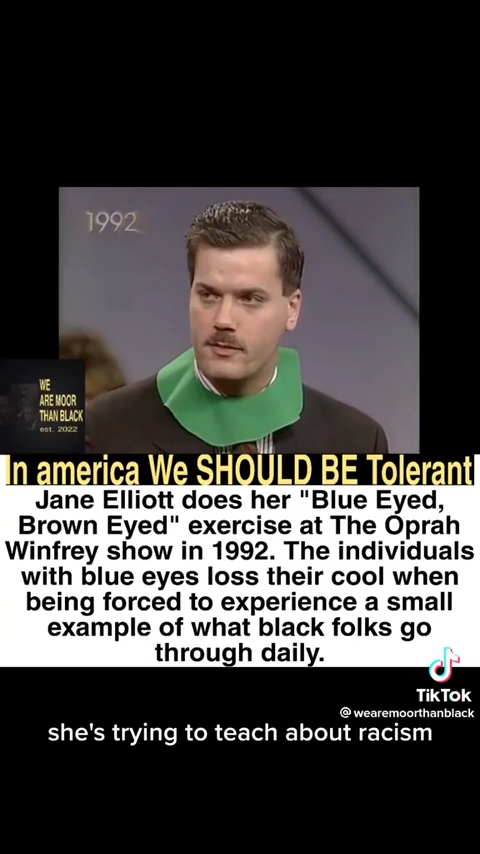 1992
WE
ARE MOOR
THAN BLACK
est. 2022
In america We SHOULD BE Tolerant
Jane Elliott does her "Blue Eyed,
Brown Eyed" exercise at The Oprah
Winfrey show in 1992. The individuals
with blue eyes loss their cool when
being forced to experience a small
example of what black folks go
through daily.
TikTok
@wearemoorthanblack
she's trying to teach about racism